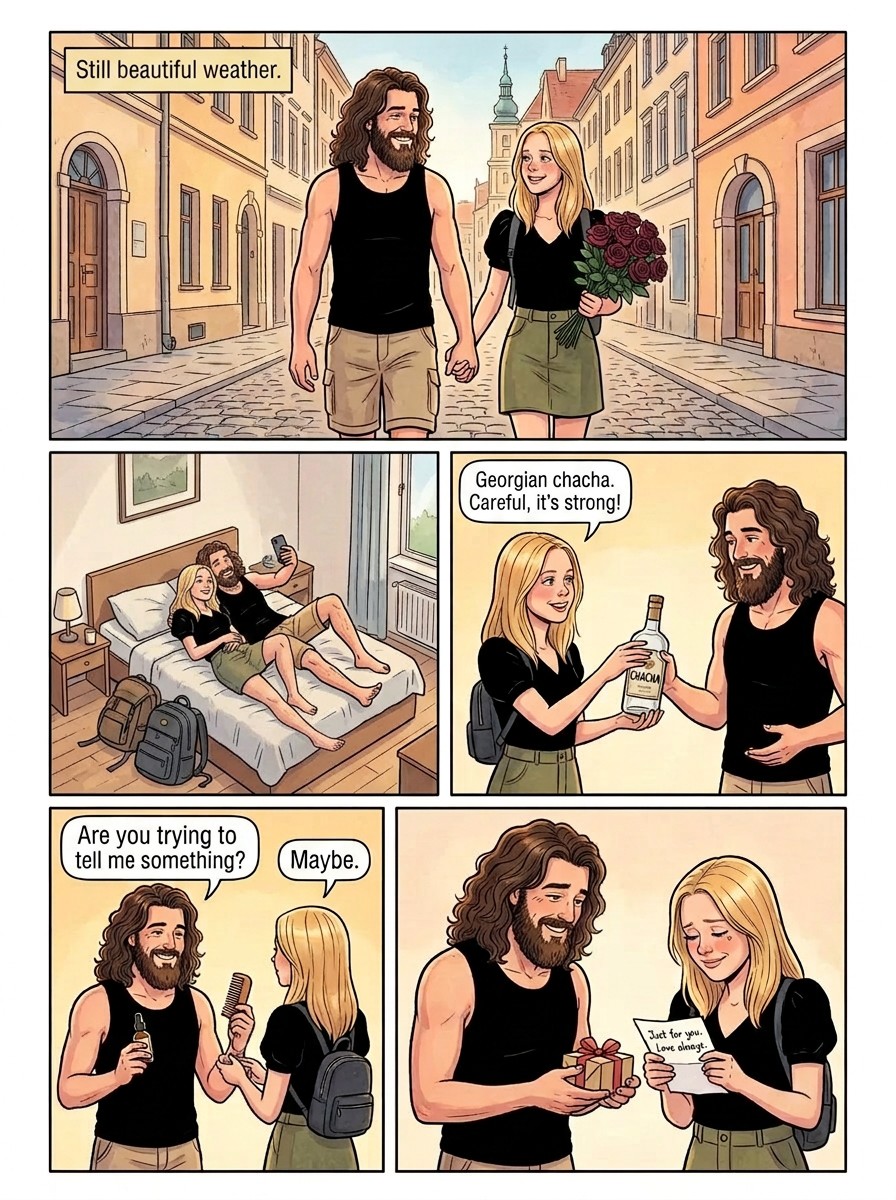 Still beautiful weather.
Georgian chacha.
Careful, it's strong!
CHACHA
Are you trying to
tell me something?
Maybe.
Just for you.
Love